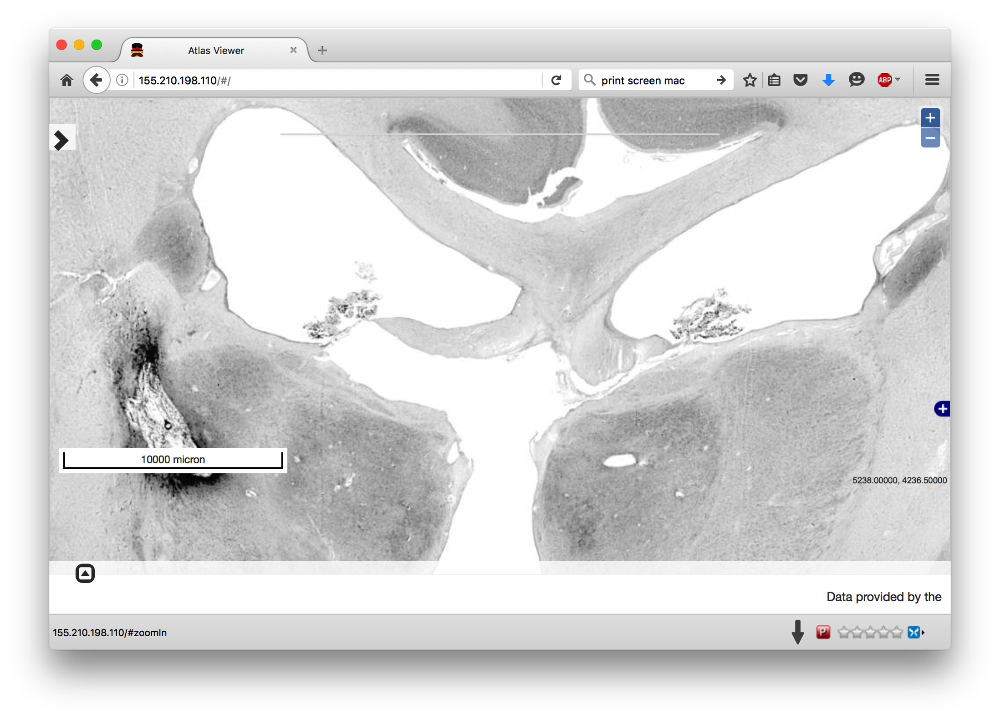 Atlas Viewer
155.210.198.110/#/
print screen mac
ABP
10000 micron
5238.00000, 4236.50000
Data provided by the
155.210.198.110/#zoomIn
P